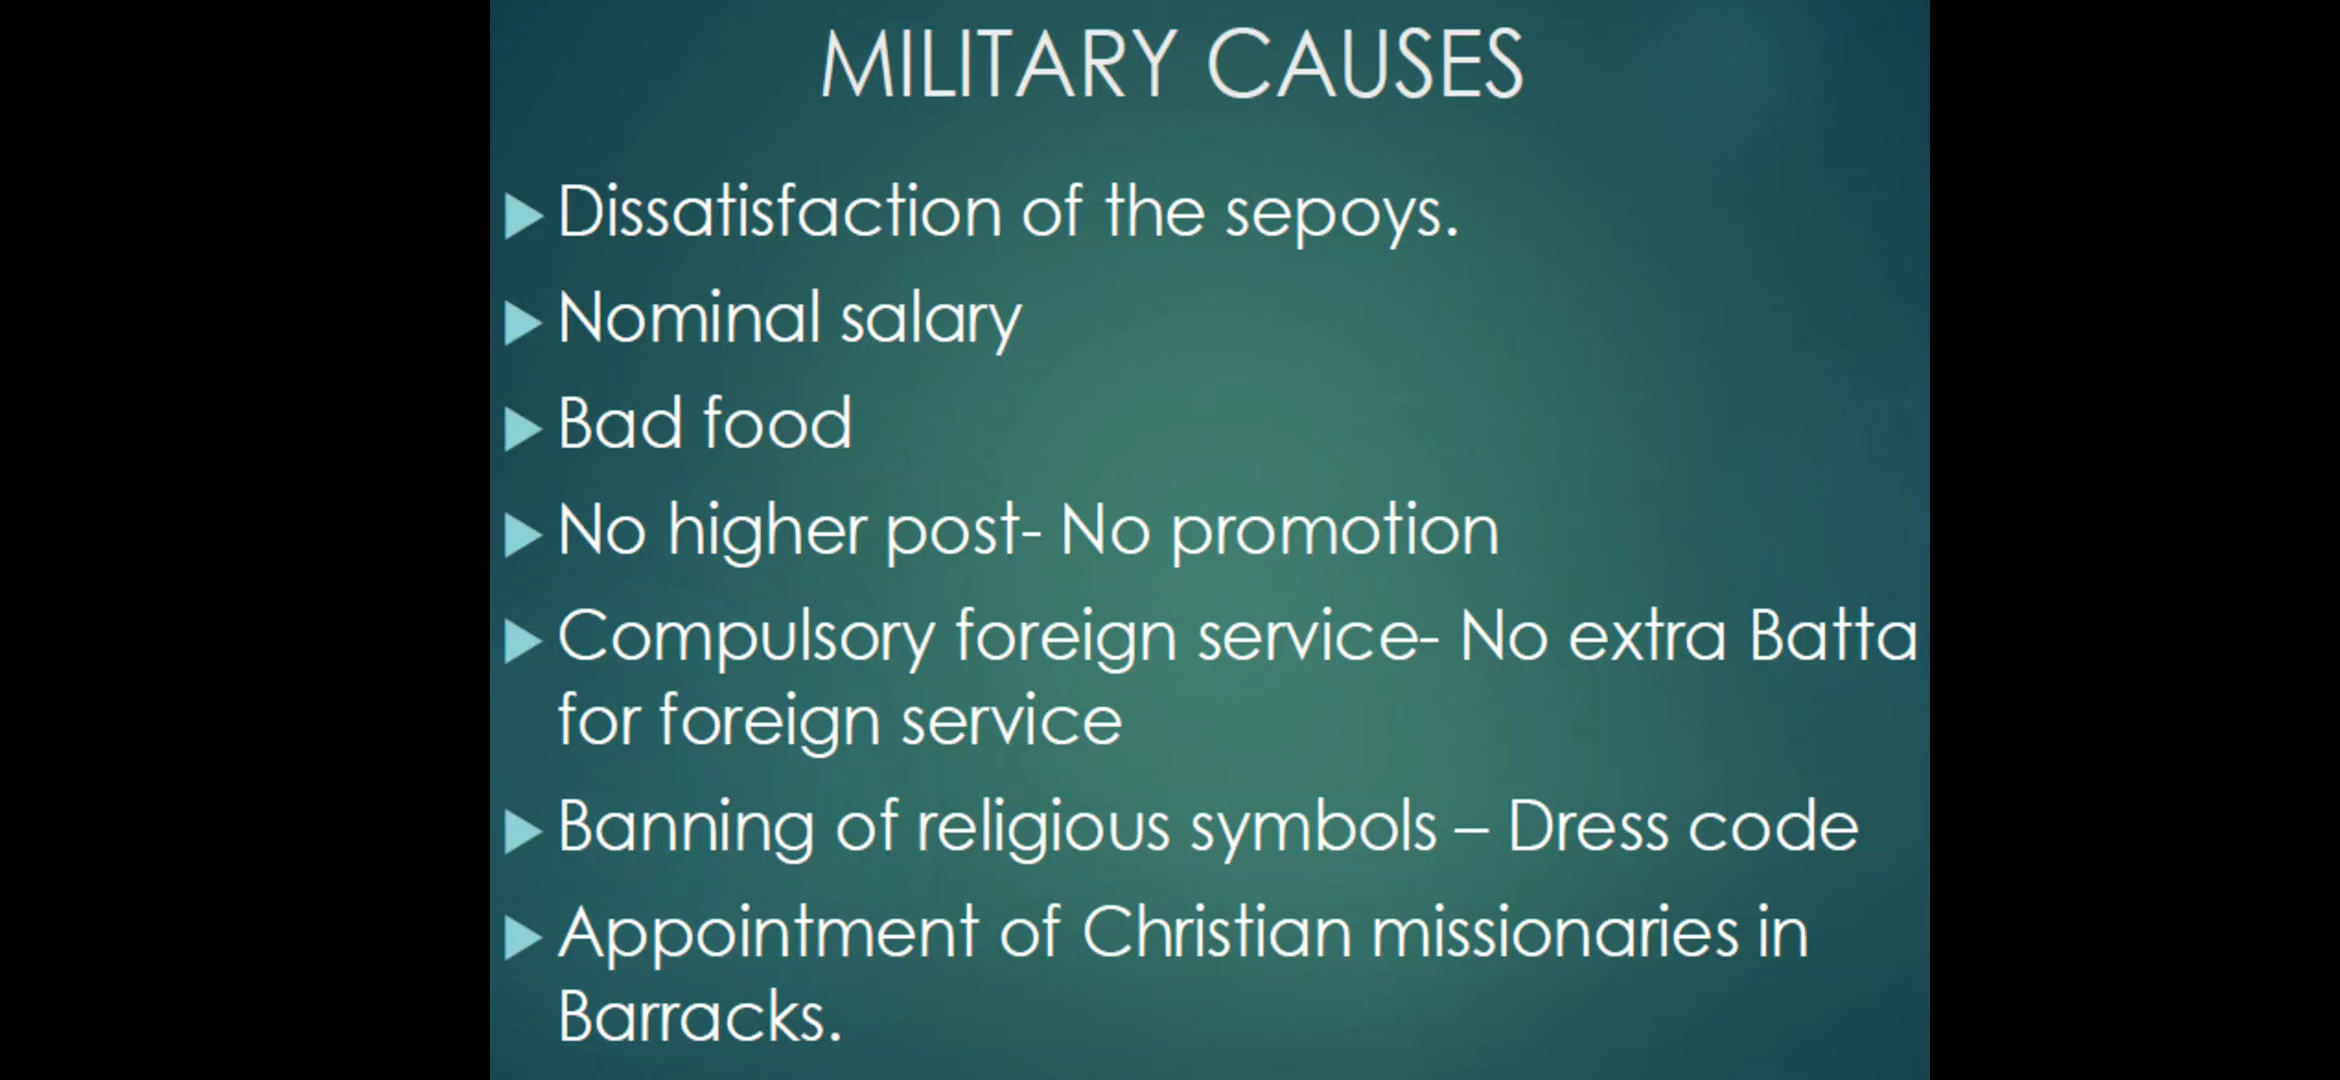 MILITARY CAUSES
Dissatisfaction of the sepoys.
Nominal salary
Bad food
No higher post- No promotion
Compulsory foreign service- No extra Batta
for foreign service
Banning of religious symbols – Dress code
Appointment of Christian missionaries in
Barracks.